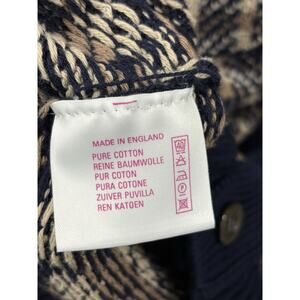 MADE IN ENGLAND
PURE COTTON
REINE BAUMWOLLE
PUR COTON
PURA COTONE
ZUIVER PUVILLA
REN KATOEN